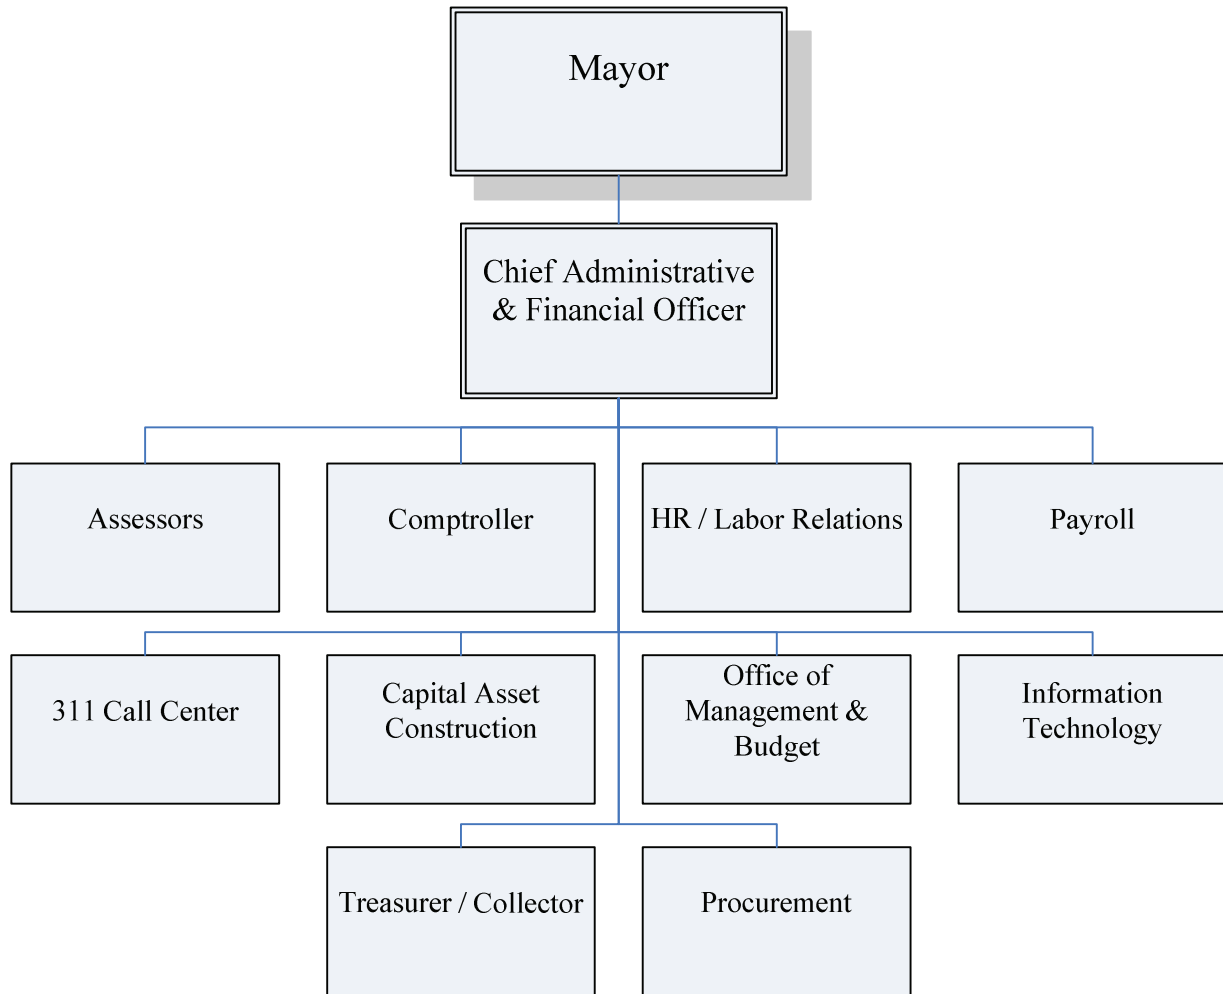 Mayor
Chief Administrative
& Financial Officer
Assessors
Comptroller
HR / Labor Relations
Payroll
311 Call Center
Capital Asset
Construction
Office of
Management &
Budget
Information
Technology
Treasurer / Collector
Procurement